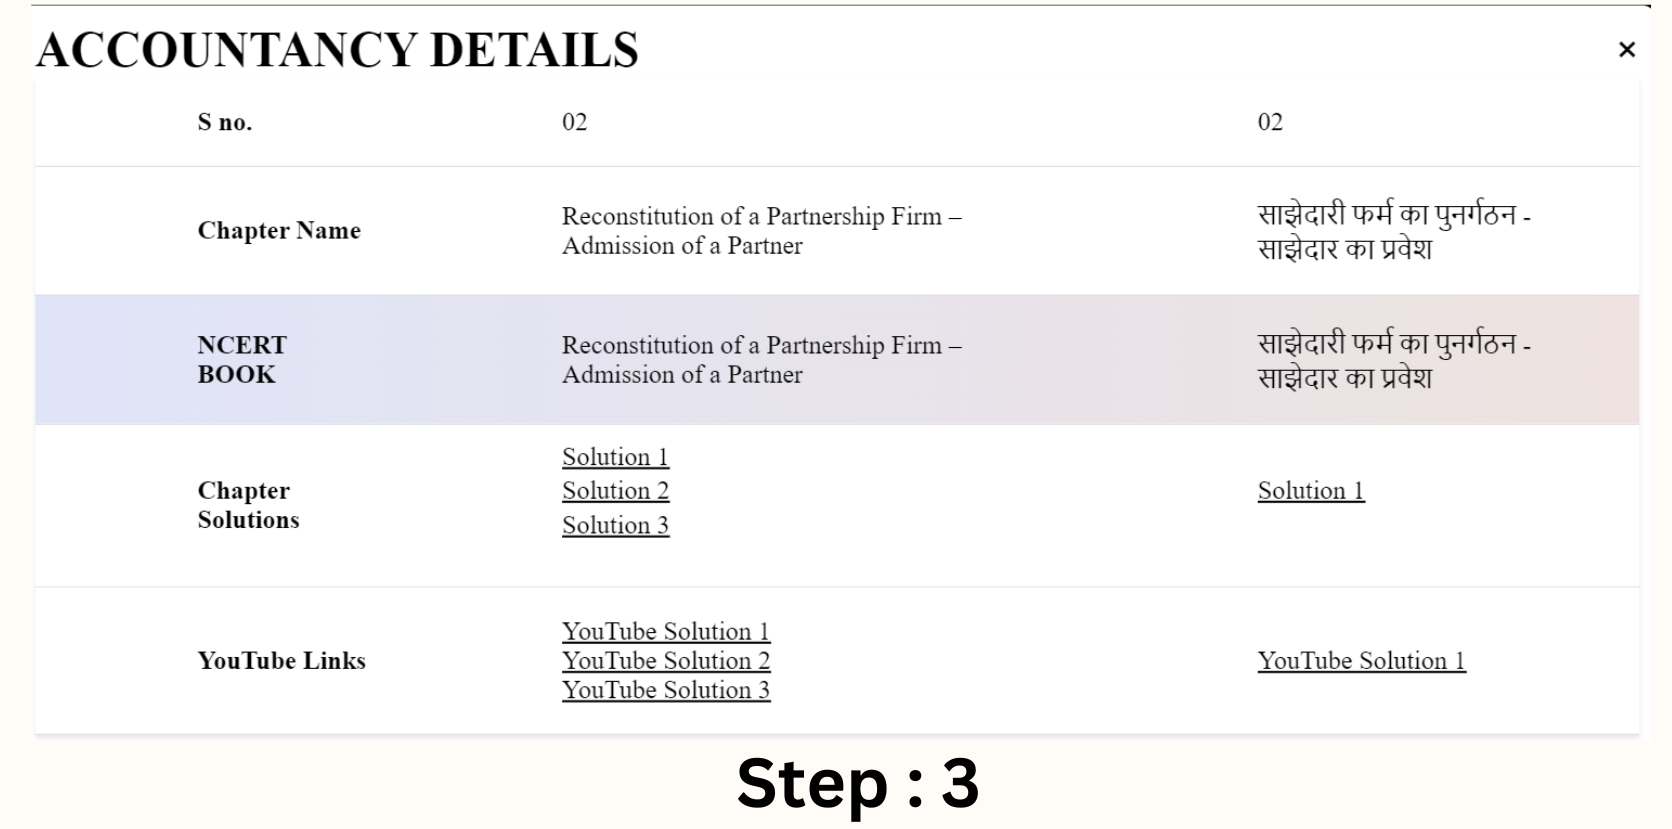 ACCOUNTANCY DETAILS
×
S no.
02
02
Chapter Name
Reconstitution of a Partnership Firm –
Admission of a Partner
साझेदारी फर्म का पुनर्गठन -
साझेदार का प्रवेश
NCERT
BOOK
Reconstitution of a Partnership Firm –
Admission of a Partner
साझेदारी फर्म का पुनर्गठन -
साझेदार का प्रवेश
Chapter
Solutions
Solution 1
Solution 2
Solution 3
Solution 1
YouTube Links
YouTube Solution 1
YouTube Solution 2
YouTube Solution 3
YouTube Solution 1
Step : 3